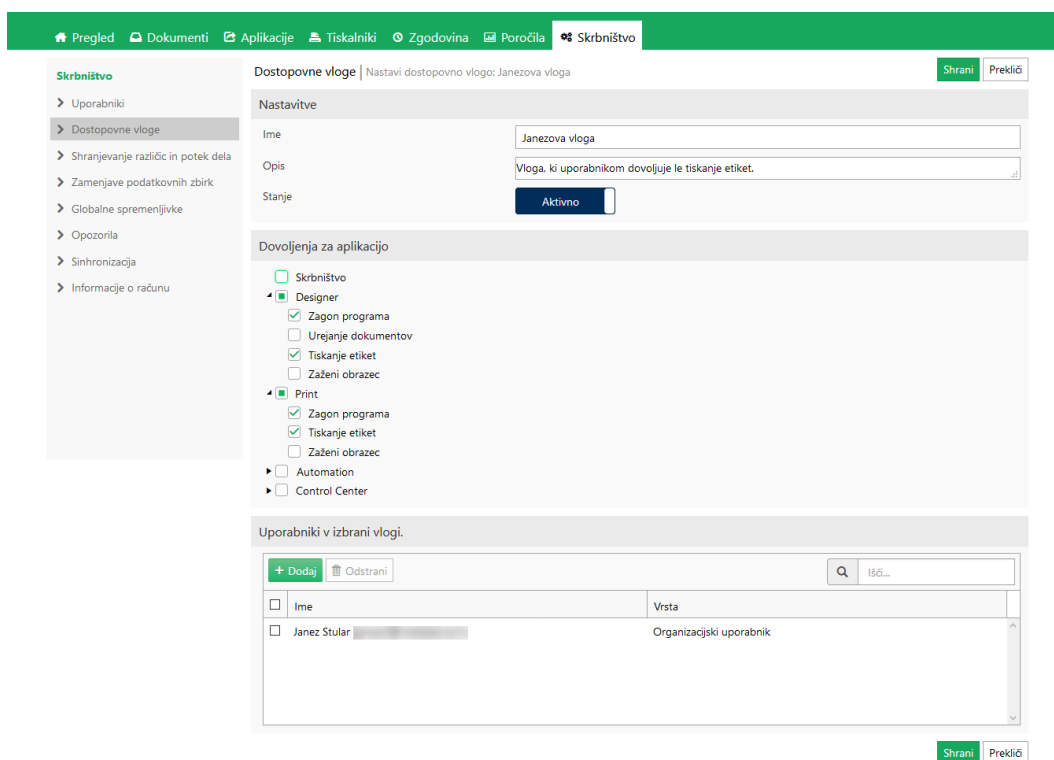 Pregled Dokumenti Aplikacije Tiskalniki Zgodovina Poročila Skrbništvo
Skrbništvo
Uporabniki
Dostopovne vloge
Shranjevanje različic in potek dela
Zamenjave podatkovnih zbirk
Globalne spremenljivke
Opozorila
Sinhronizacija
Informacije o računu
Dostopovne vloge | Nastavi dostopovno vlogo: Janezova vloga
Shrani Prekliči
Nastavitve
Ime Janezova vloga
Opis Vloga, ki uporabnikom dovoljuje le tiskanje etiket.
Stanje Aktivno
Dovoljenja za aplikacijo
Skrbništvo
Designer
Zagon programa
Urejanje dokumentov
Tiskanje etiket
Zaženi obrazec
Print
Zagon programa
Tiskanje etiket
Zaženi obrazec
Automation
Control Center
Uporabniki v izbrani vlogi.
+ Dodaj Odstrani Išči...
Ime Vrsta
Janez Stular Organizacijski uporabnik
Shrani Prekliči